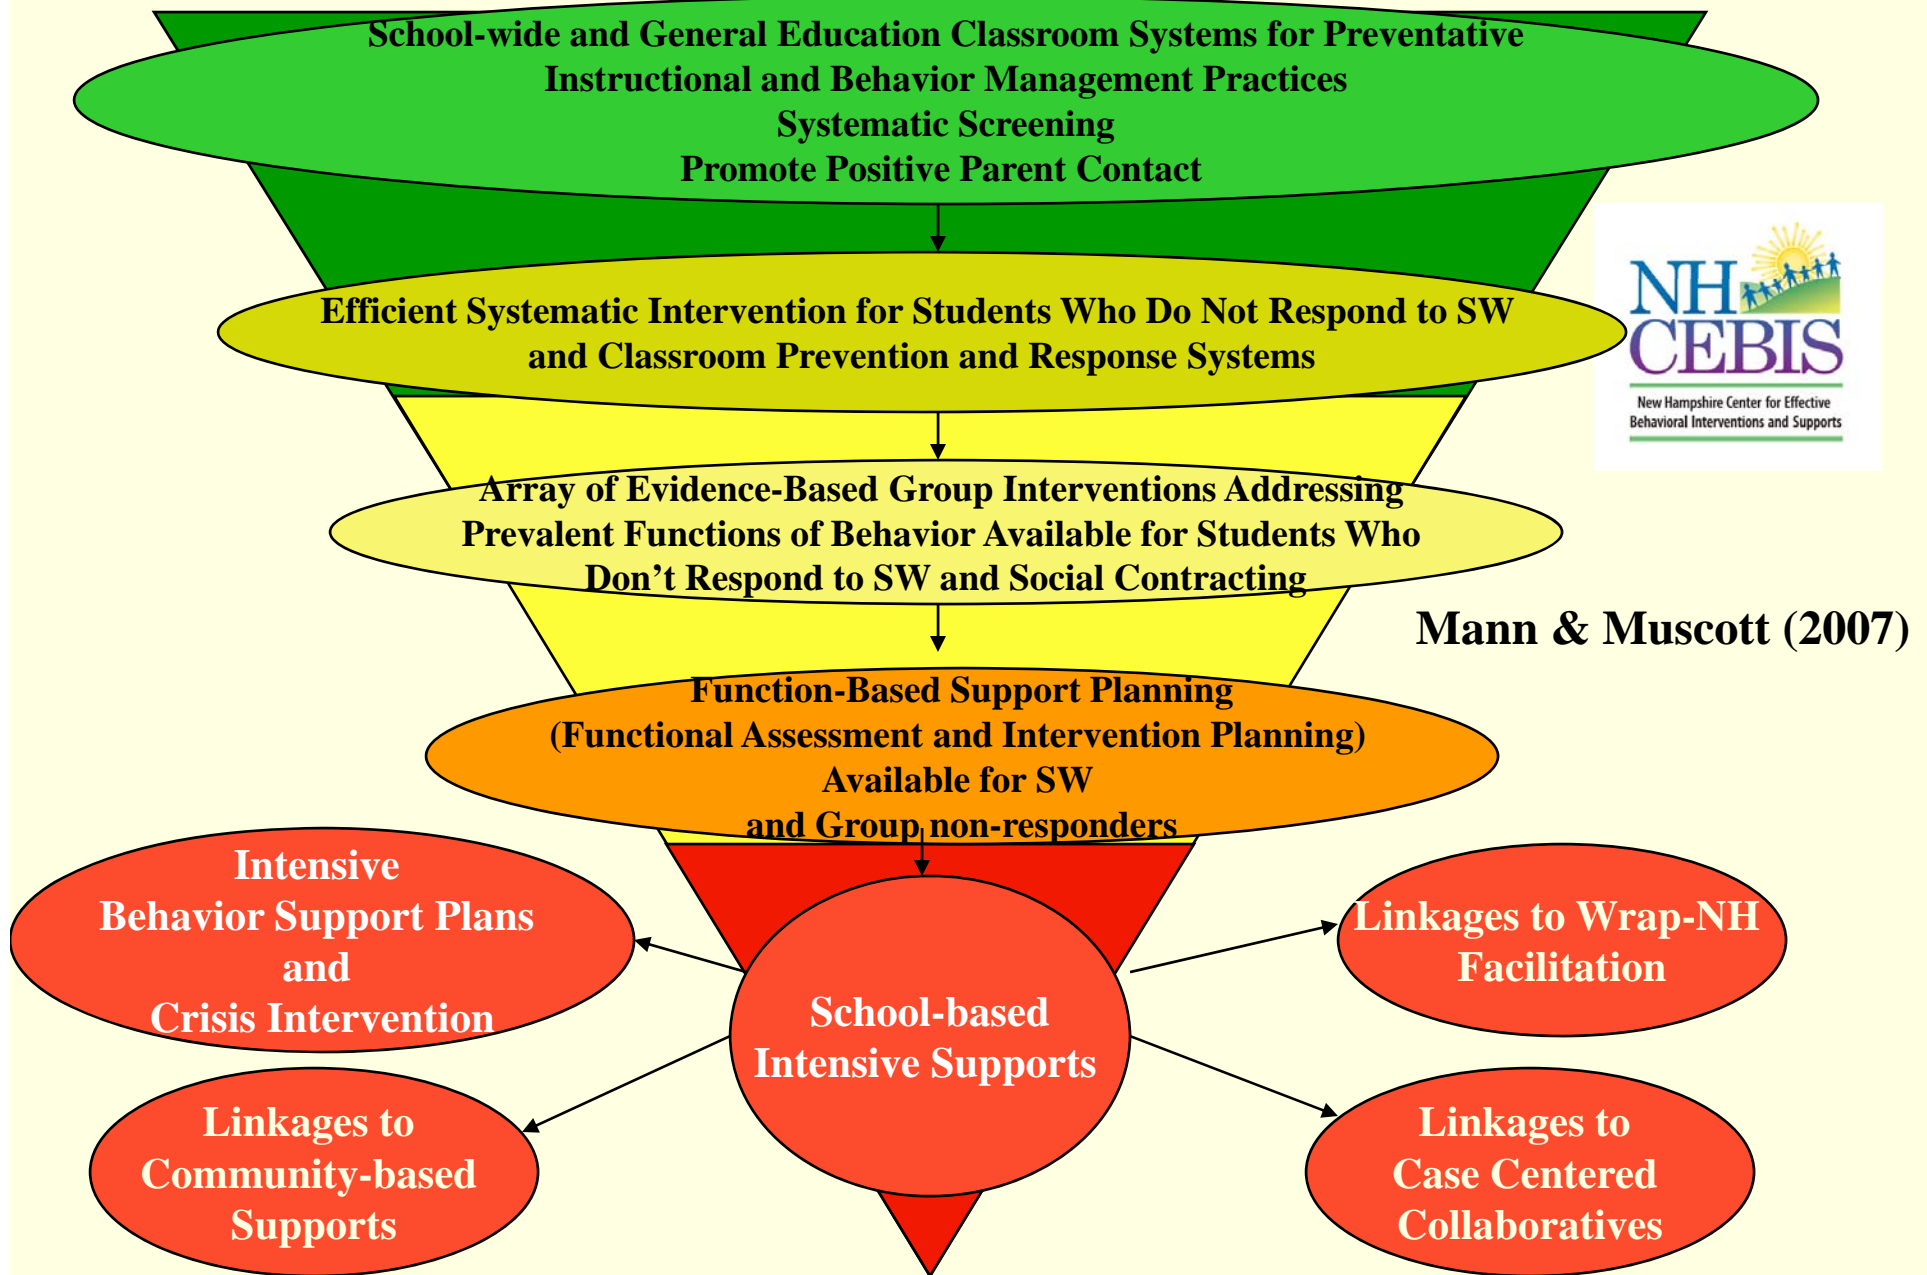 School-wide and General Education Classroom Systems for Preventative
Instructional and Behavior Management Practices
Systematic Screening
Promote Positive Parent Contact
Efficient Systematic Intervention for Students Who Do Not Respond to SW
and Classroom Prevention and Response Systems
NH
CEBIS
New Hampshire Center for Effective
Behavioral Interventions and Supports
Array of Evidence-Based Group Interventions Addressing
Prevalent Functions of Behavior Available for Students Who
Don’t Respond to SW and Social Contracting
Mann & Muscott (2007)
Function-Based Support Planning
(Functional Assessment and Intervention Planning)
Available for SW
and Group non-responders
Intensive
Behavior Support Plans
and
Crisis Intervention
Linkages to Wrap-NH
Facilitation
School-based
Intensive Supports
Linkages to
Community-based
Supports
Linkages to
Case Centered
Collaboratives